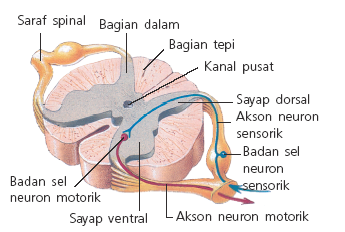 Saraf spinal
Bagian dalam
Bagian tepi
Kanal pusat
Sayap dorsal
Akson neuron
sensorik
Badan sel
neuron
sensorik
Badan sel
neuron motorik
Sayap ventral
Akson neuron motorik